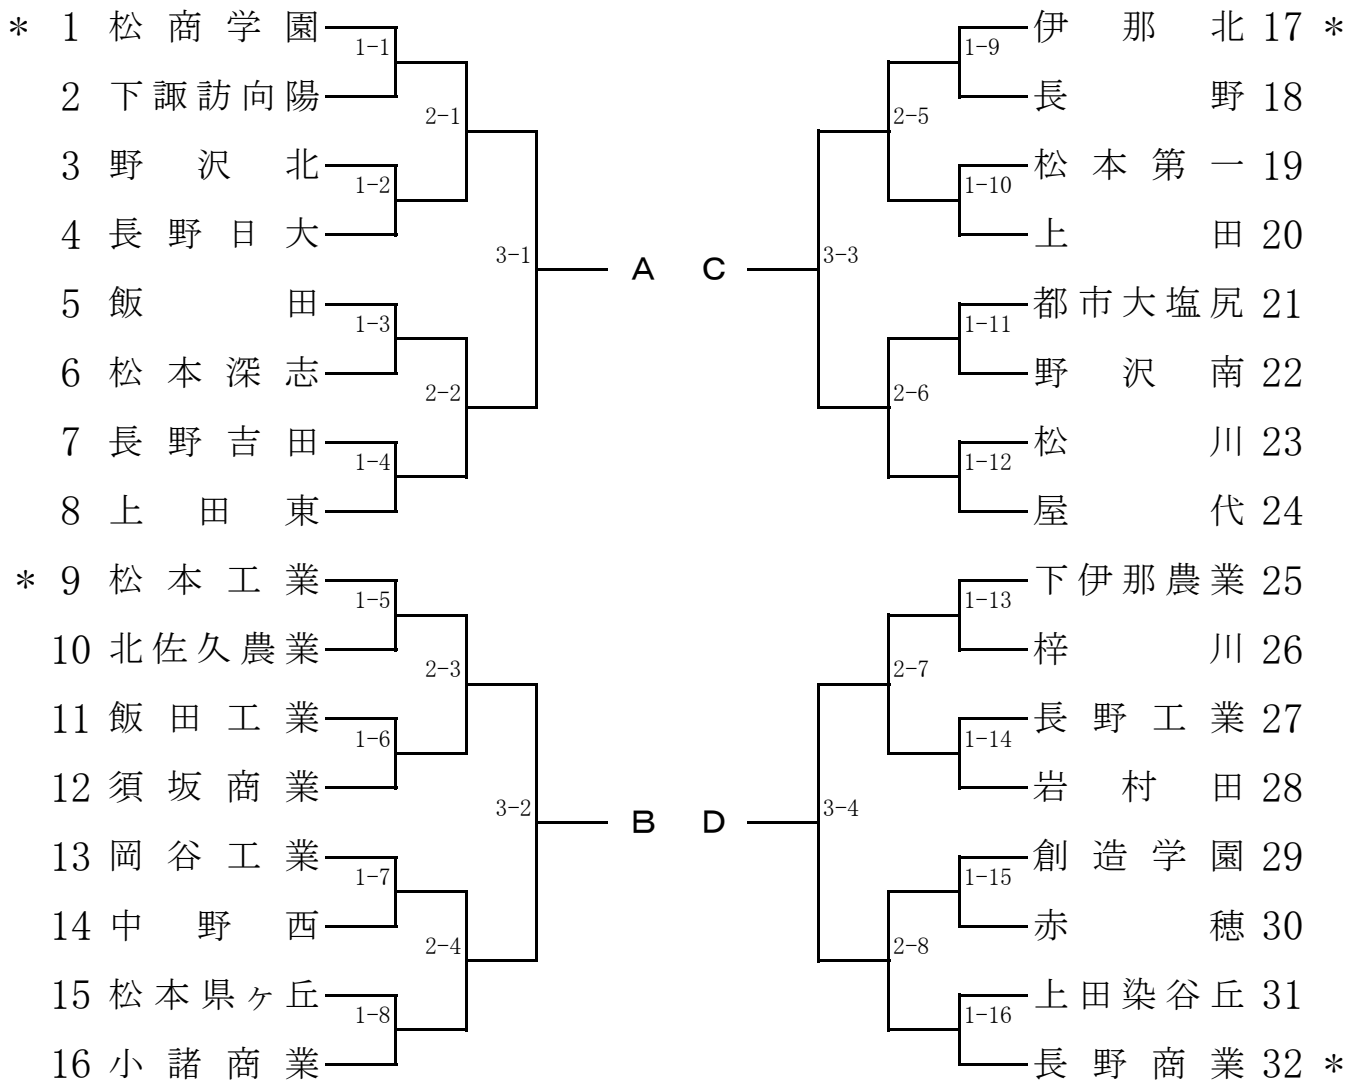 * 1 松商学園 1-1
2 下諏訪向陽
2-1
3 野沢北 1-2
4 長野日大
3-1 A
5 飯田 1-3
6 松本深志
2-2
7 長野吉田 1-4
8 上田東
* 9 松本工業 1-5
10 北佐久農業
2-3
11 飯田工業 1-6
12 須坂商業
3-2 B
13 岡谷工業 1-7
14 中野西
2-4
15 松本県ヶ丘 1-8
16 小諸商業
1-9 伊那北 17 *
長野 18
2-5
1-10 松本第一 19
上田 20
C 3-3
1-11 都市大塩尻 21
野沢南 22
2-6
1-12 松川 23
屋代 24
1-13 下伊那農業 25
梓川 26
2-7
1-14 長野工業 27
岩村田 28
D 3-4
1-15 創造学園 29
赤穂 30
2-8
1-16 上田染谷丘 31
長野商業 32 *